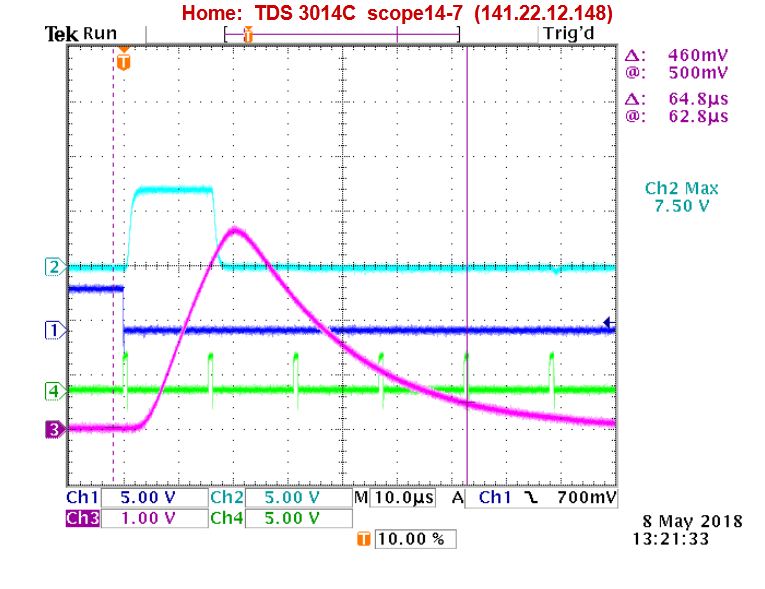 Home: TDS 3014C scope14-7 (141.22.12.148)
Tek Run Trig'd
T
T
Δ: 460mV
@: 500mV
Δ: 64.8µs
@: 62.8µs
Ch2 Max
7.50 V
2
1
4
3
Ch1 5.00 V Ch2 5.00 V M 10.0µs A Ch1 700mV
Ch3 1.00 V Ch4 5.00 V
T 10.00 %
8 May 2018
13:21:33